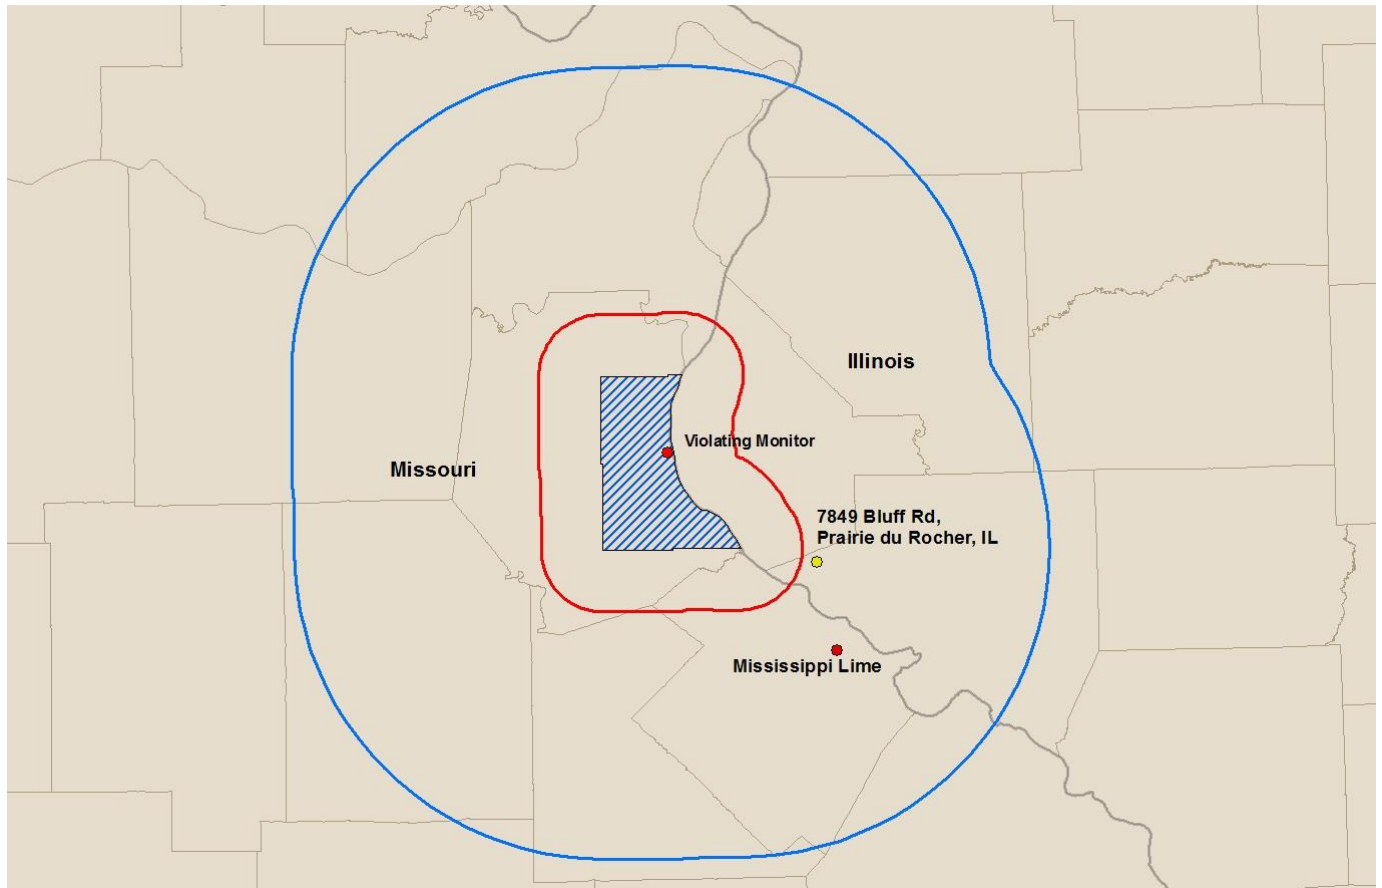 Illinois
Violating Monitor
Missouri
7849 Bluff Rd,
Prairie du Rocher, IL
Mississippi Lime